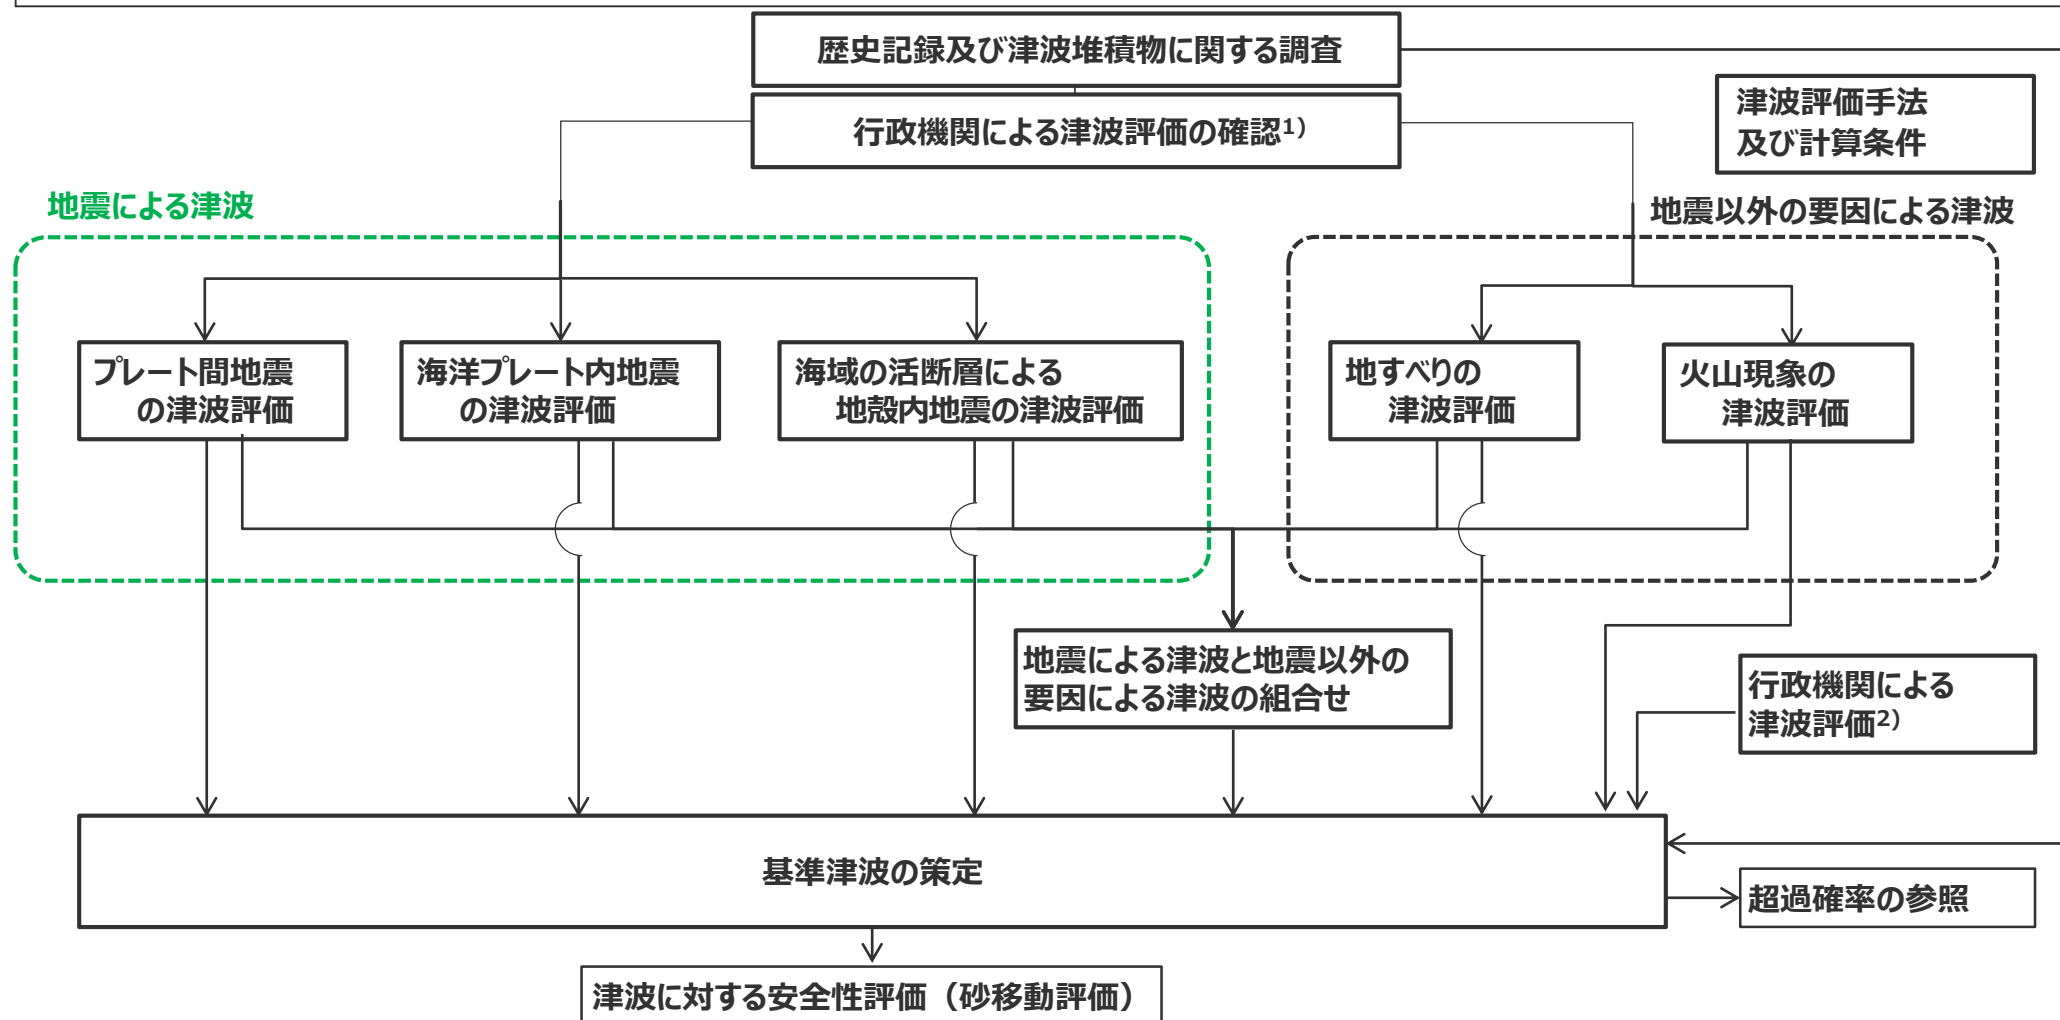 歴史記録及び津波堆積物に関する調査
行政機関による津波評価の確認1)
津波評価手法
及び計算条件
地震による津波
地震以外の要因による津波
プレート間地震
の津波評価
海洋プレート内地震
の津波評価
海域の活断層による
地殻内地震の津波評価
地すべりの
津波評価
火山現象の
津波評価
地震による津波と地震以外の
要因による津波の組合せ
行政機関による
津波評価2)
基準津波の策定
超過確率の参照
津波に対する安全性評価（砂移動評価）